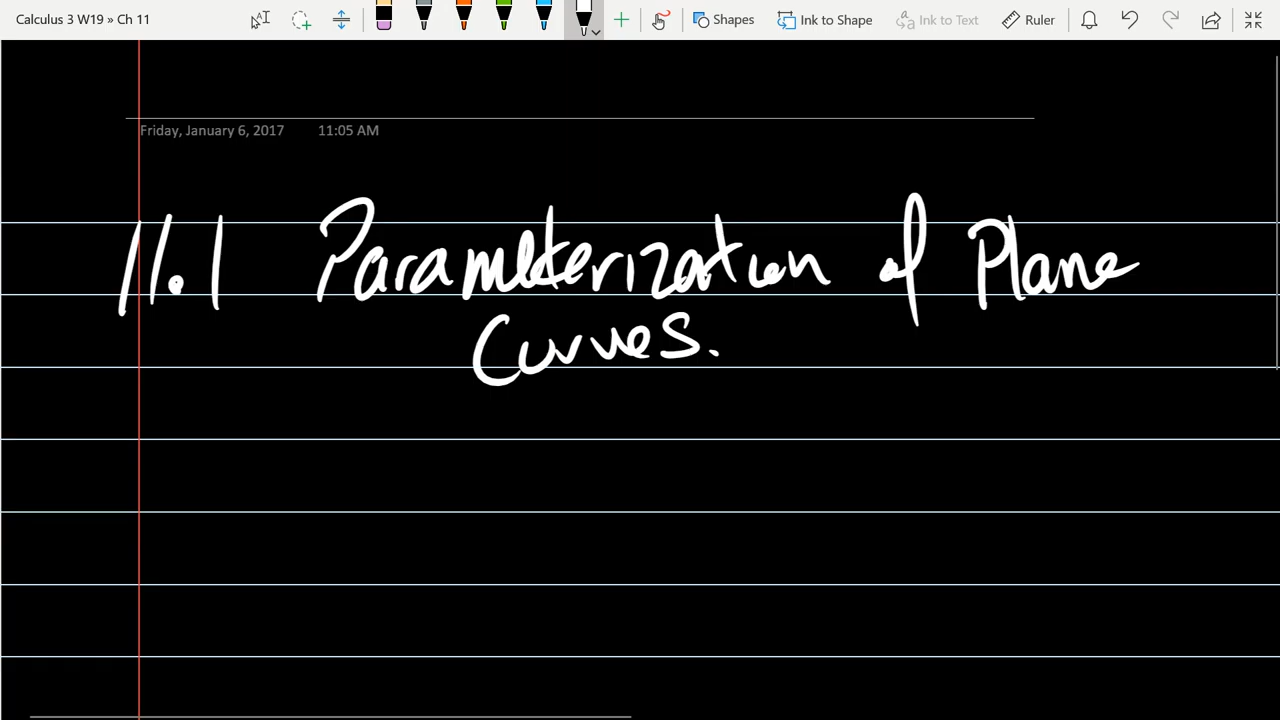 Calculus 3 W19 » Ch 11
Shapes
Ink to Shape
Ink to Text
Ruler
Friday, January 6, 2017 11:05 AM
11.1 Parameterization of Plane
Curves.